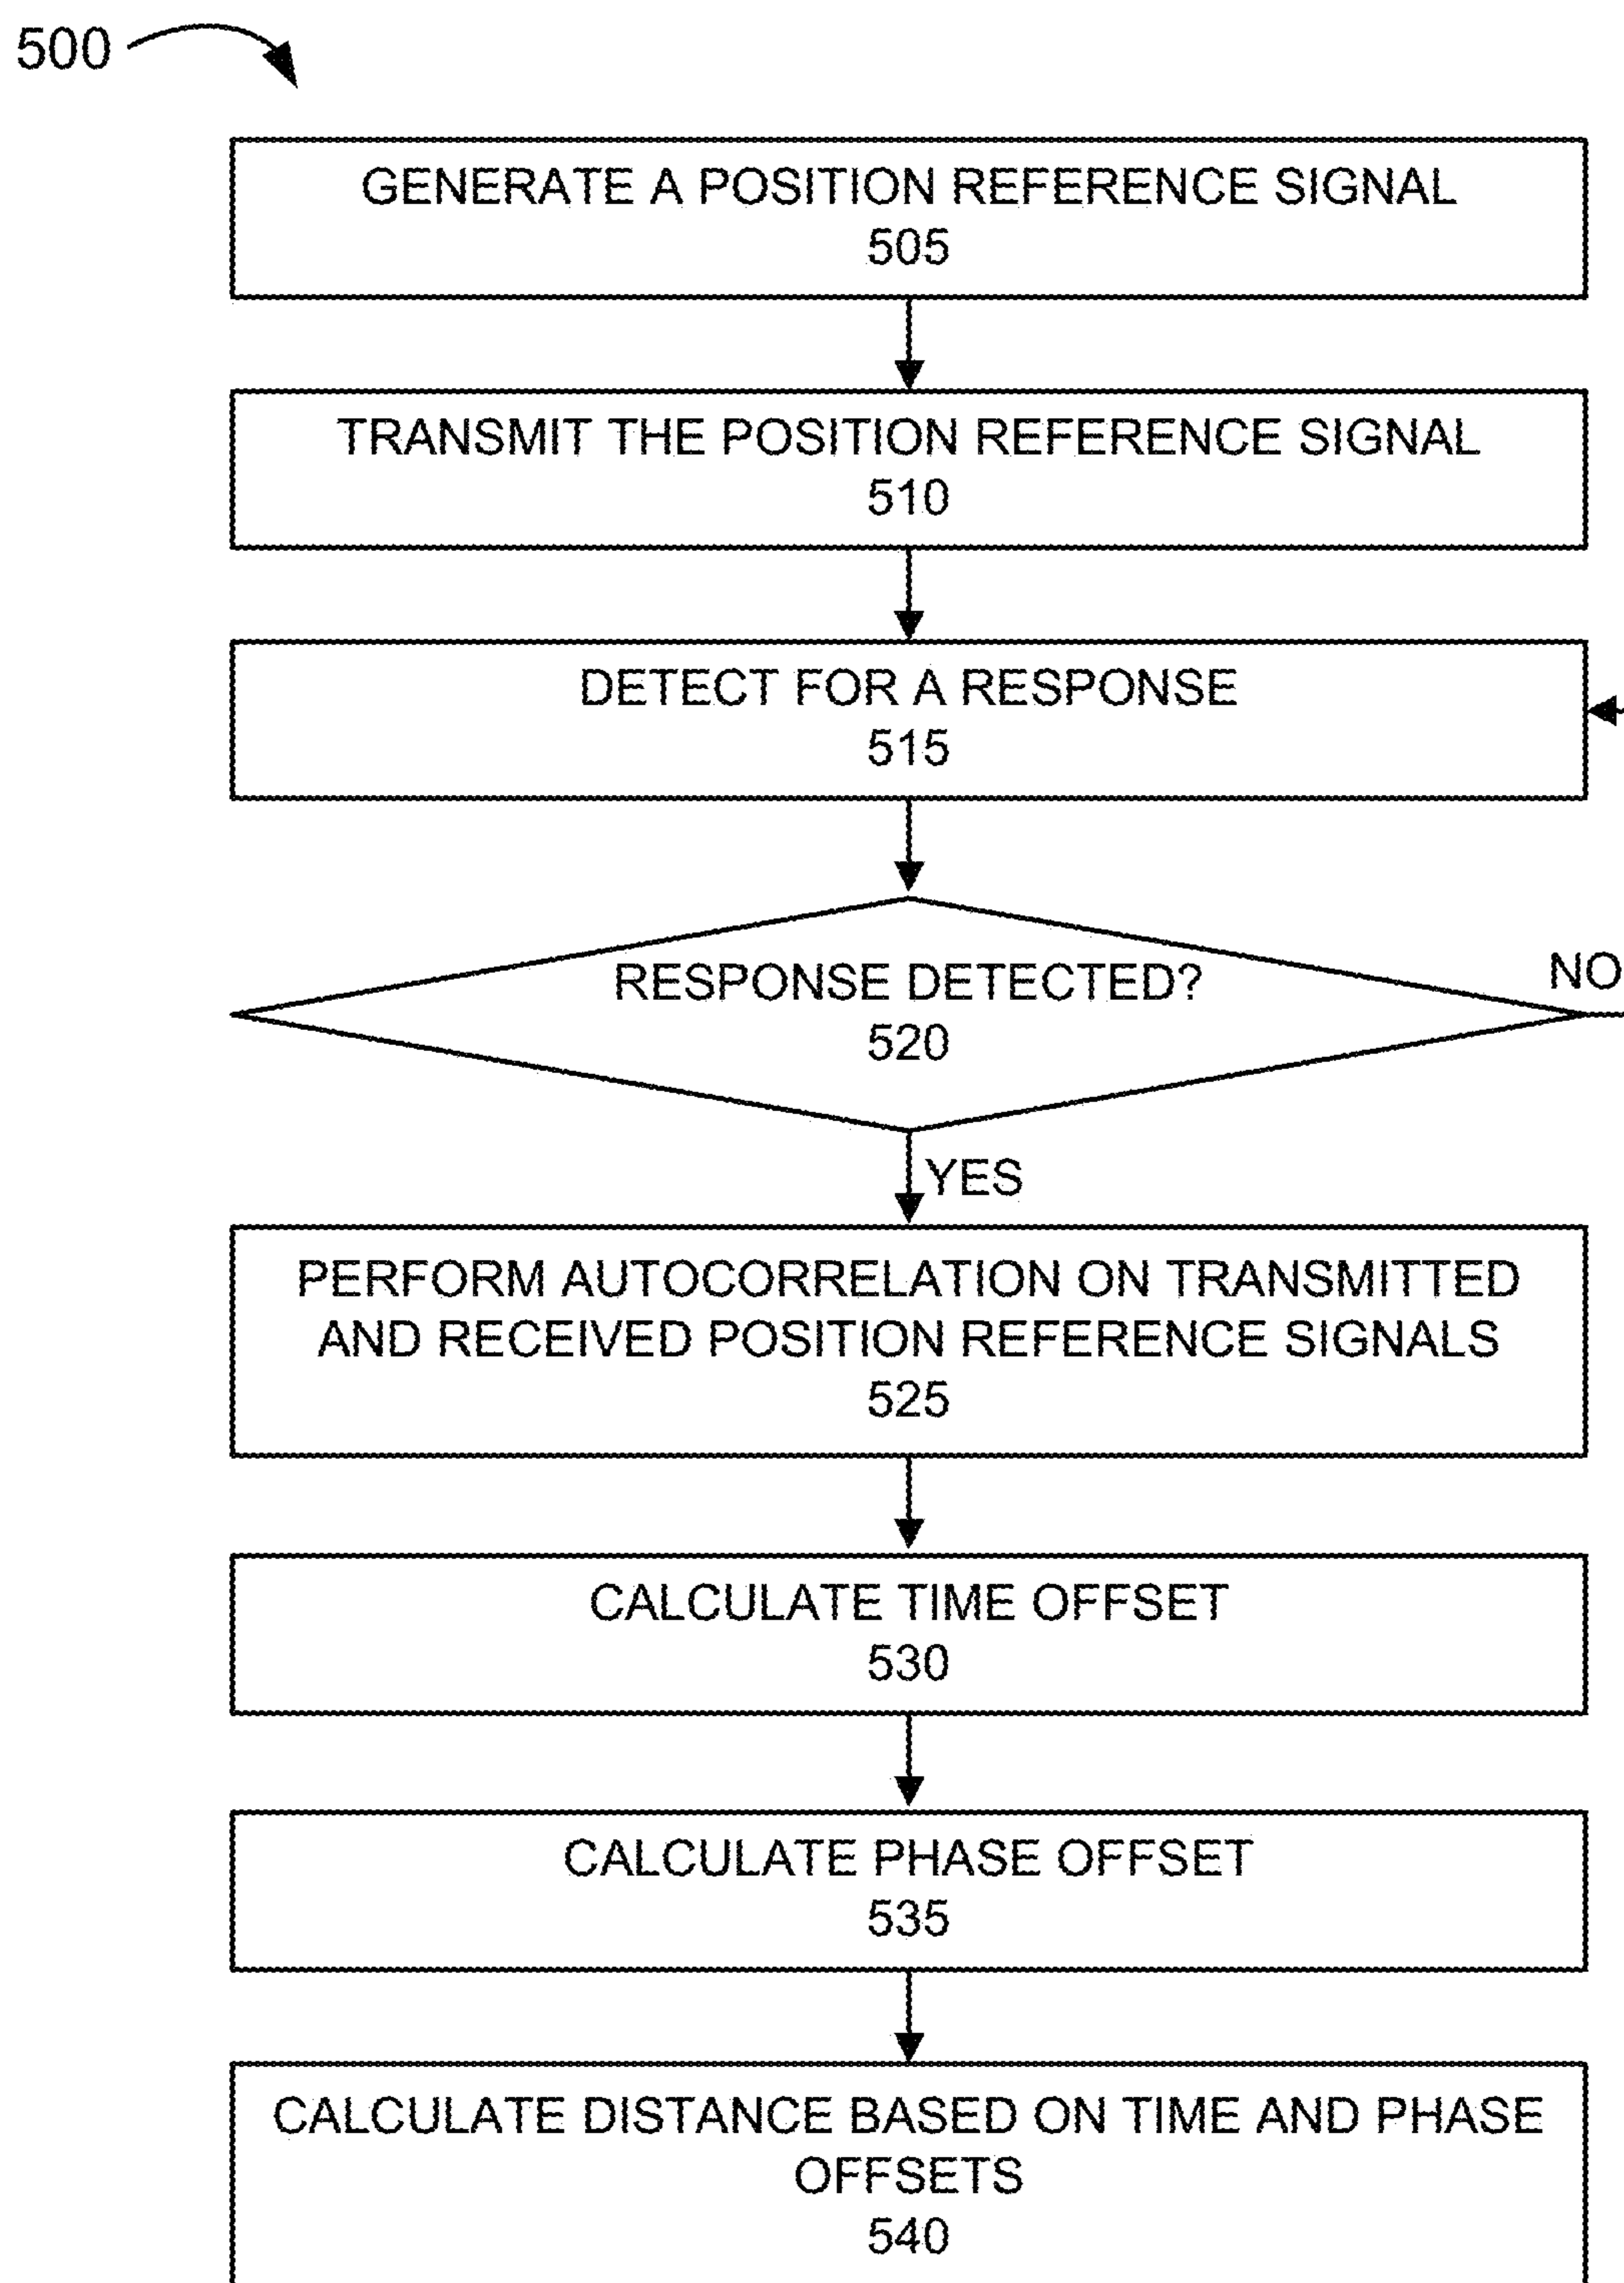 500
GENERATE A POSITION REFERENCE SIGNAL
505
TRANSMIT THE POSITION REFERENCE SIGNAL
510
DETECT FOR A RESPONSE
515
RESPONSE DETECTED?
520
NO
YES
PERFORM AUTOCORRELATION ON TRANSMITTED
AND RECEIVED POSITION REFERENCE SIGNALS
525
CALCULATE TIME OFFSET
530
CALCULATE PHASE OFFSET
535
CALCULATE DISTANCE BASED ON TIME AND PHASE
OFFSETS
540